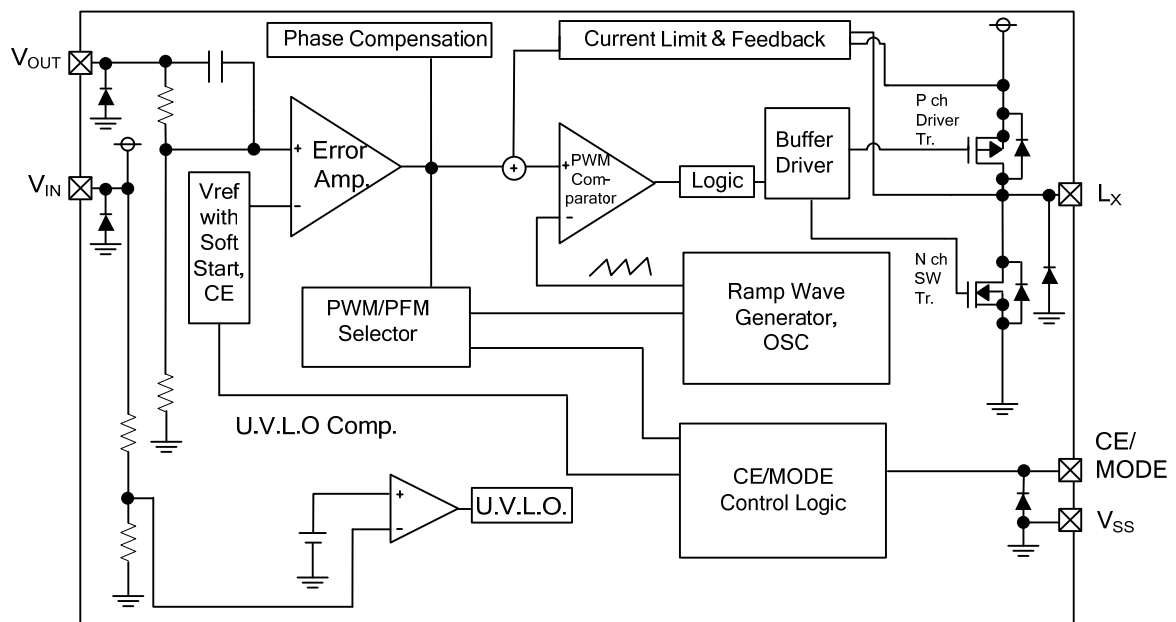 Phase Compensation
Current Limit & Feedback
VOUT
P ch
Driver
Tr.
+
Error
Amp.
−
+
+
PWM
Com-
parator
−
Logic
Buffer
Driver
VIN
Vref
with
Soft
Start,
CE
LX
N ch
SW
Tr.
PWM/PFM
Selector
Ramp Wave
Generator,
OSC
U.V.L.O Comp.
CE/MODE
Control Logic
CE/
MODE
+
−
U.V.L.O.
VSS